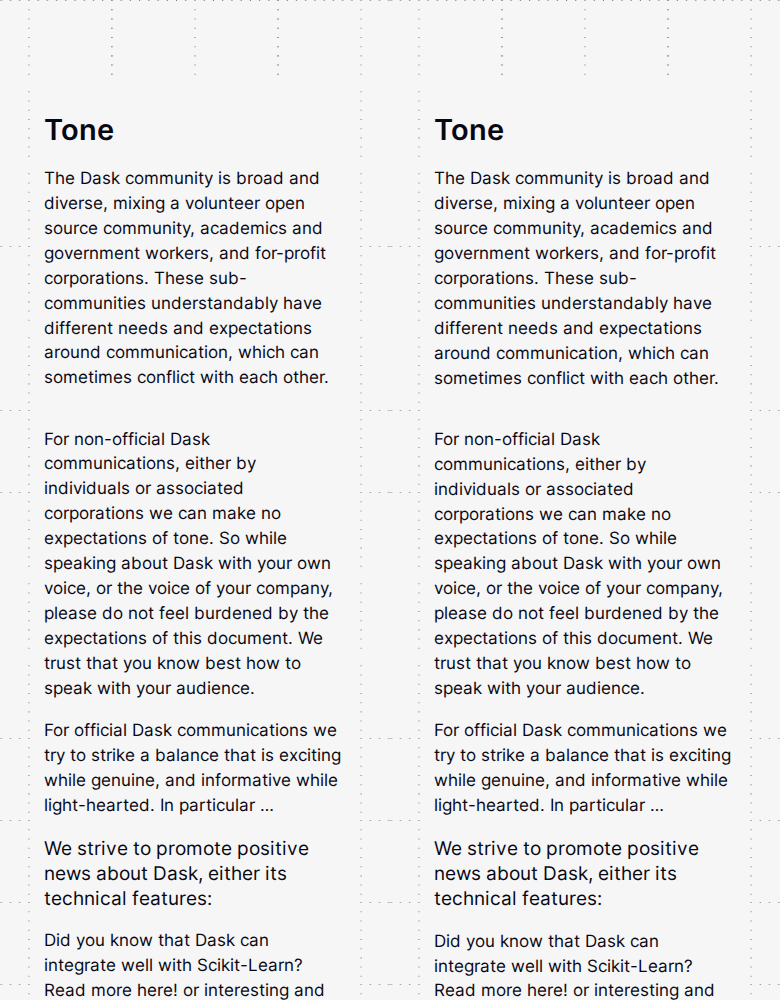 Tone
The Dask community is broad and
diverse, mixing a volunteer open
source community, academics and
government workers, and for-profit
corporations. These sub-
communities understandably have
different needs and expectations
around communication, which can
sometimes conflict with each other.
For non-official Dask
communications, either by
individuals or associated
corporations we can make no
expectations of tone. So while
speaking about Dask with your own
voice, or the voice of your company,
please do not feel burdened by the
expectations of this document. We
trust that you know best how to
speak with your audience.
For official Dask communications we
try to strike a balance that is exciting
while genuine, and informative while
light-hearted. In particular ...
We strive to promote positive
news about Dask, either its
technical features:
Did you know that Dask can
integrate well with Scikit-Learn?
Read more here! or interesting and
Tone
The Dask community is broad and
diverse, mixing a volunteer open
source community, academics and
government workers, and for-profit
corporations. These sub-
communities understandably have
different needs and expectations
around communication, which can
sometimes conflict with each other.
For non-official Dask
communications, either by
individuals or associated
corporations we can make no
expectations of tone. So while
speaking about Dask with your own
voice, or the voice of your company,
please do not feel burdened by the
expectations of this document. We
trust that you know best how to
speak with your audience.
For official Dask communications we
try to strike a balance that is exciting
while genuine, and informative while
light-hearted. In particular ...
We strive to promote positive
news about Dask, either its
technical features:
Did you know that Dask can
integrate well with Scikit-Learn?
Read more here! or interesting and